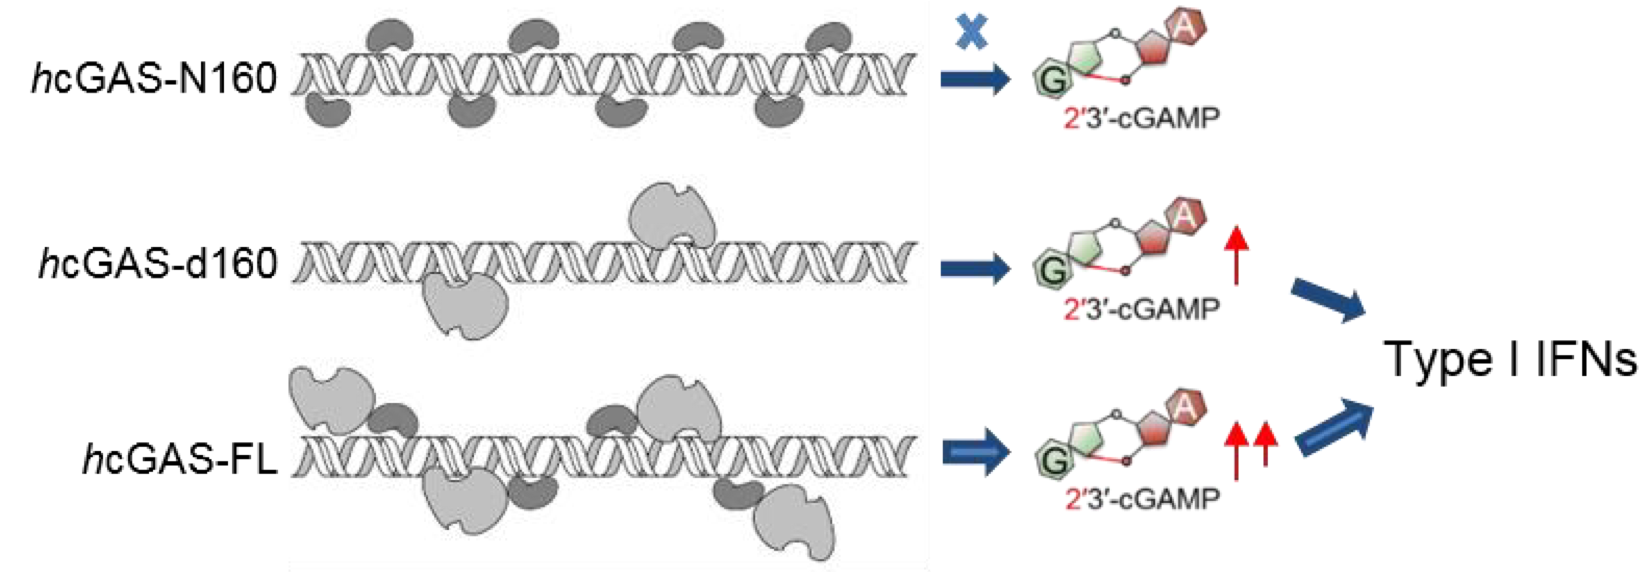 hcGAS-N160
G
A
2′3′-cGAMP
hcGAS-d160
G
A
2′3′-cGAMP
Type I IFNs
hcGAS-FL
G
A
2′3′-cGAMP